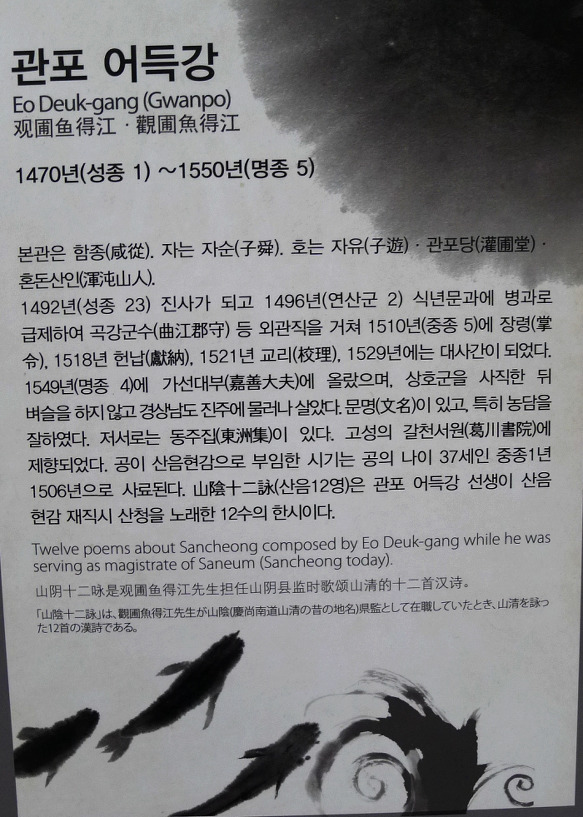 관포 어득강
Eo Deuk-gang (Gwanpo)
观圃鱼得江 · 觀圃魚得江
1470년(성종 1) ～1550년(명종 5)
본관은 함종(咸從). 자는 자순(子舜). 호는 자유(子遊) · 관포당(灌圃堂) ·
혼돈산인(渾沌山人).
1492년(성종 23) 진사가 되고 1496년(연산군 2) 식년문과에 병과로
급제하여 곡강군수(曲江郡守) 등 외관직을 거쳐 1510년(중종 5)에 장령(掌
令), 1518년 헌납(獻納), 1521년 교리(校理), 1529년에는 대사간이 되었다.
1549년(명종 4)에 가선대부(嘉善大夫)에 올랐으며, 상호군을 사직한 뒤
벼슬을 하지 않고 경상남도 진주에 물러나 살았다. 문명(文名)이 있고, 특히 농담을
잘하였다. 저서로는 동주집(東洲集)이 있다. 고성의 갈천서원(葛川書院)에
제향되었다. 공이 산음현감으로 부임한 시기는 공의 나이 37세인 중종1년
1506년으로 사료된다. 山陰十二詠(산음12영)은 관포 어득강 선생이 산음
현감 재직시 산청을 노래한 12수의 한시이다.
Twelve poems about Sancheong composed by Eo Deuk-gang while he was
serving as magistrate of Saneum (Sancheong today).
山阴十二咏是观圃鱼得江先生担任山阴县监时歌颂山清的十二首汉诗。
「山陰十二詠」は、觀圃魚得江先生が山陰(慶尚南道山清の昔の地名)県監として在職していたとき、山清を詠っ
た12首の漢詩である。